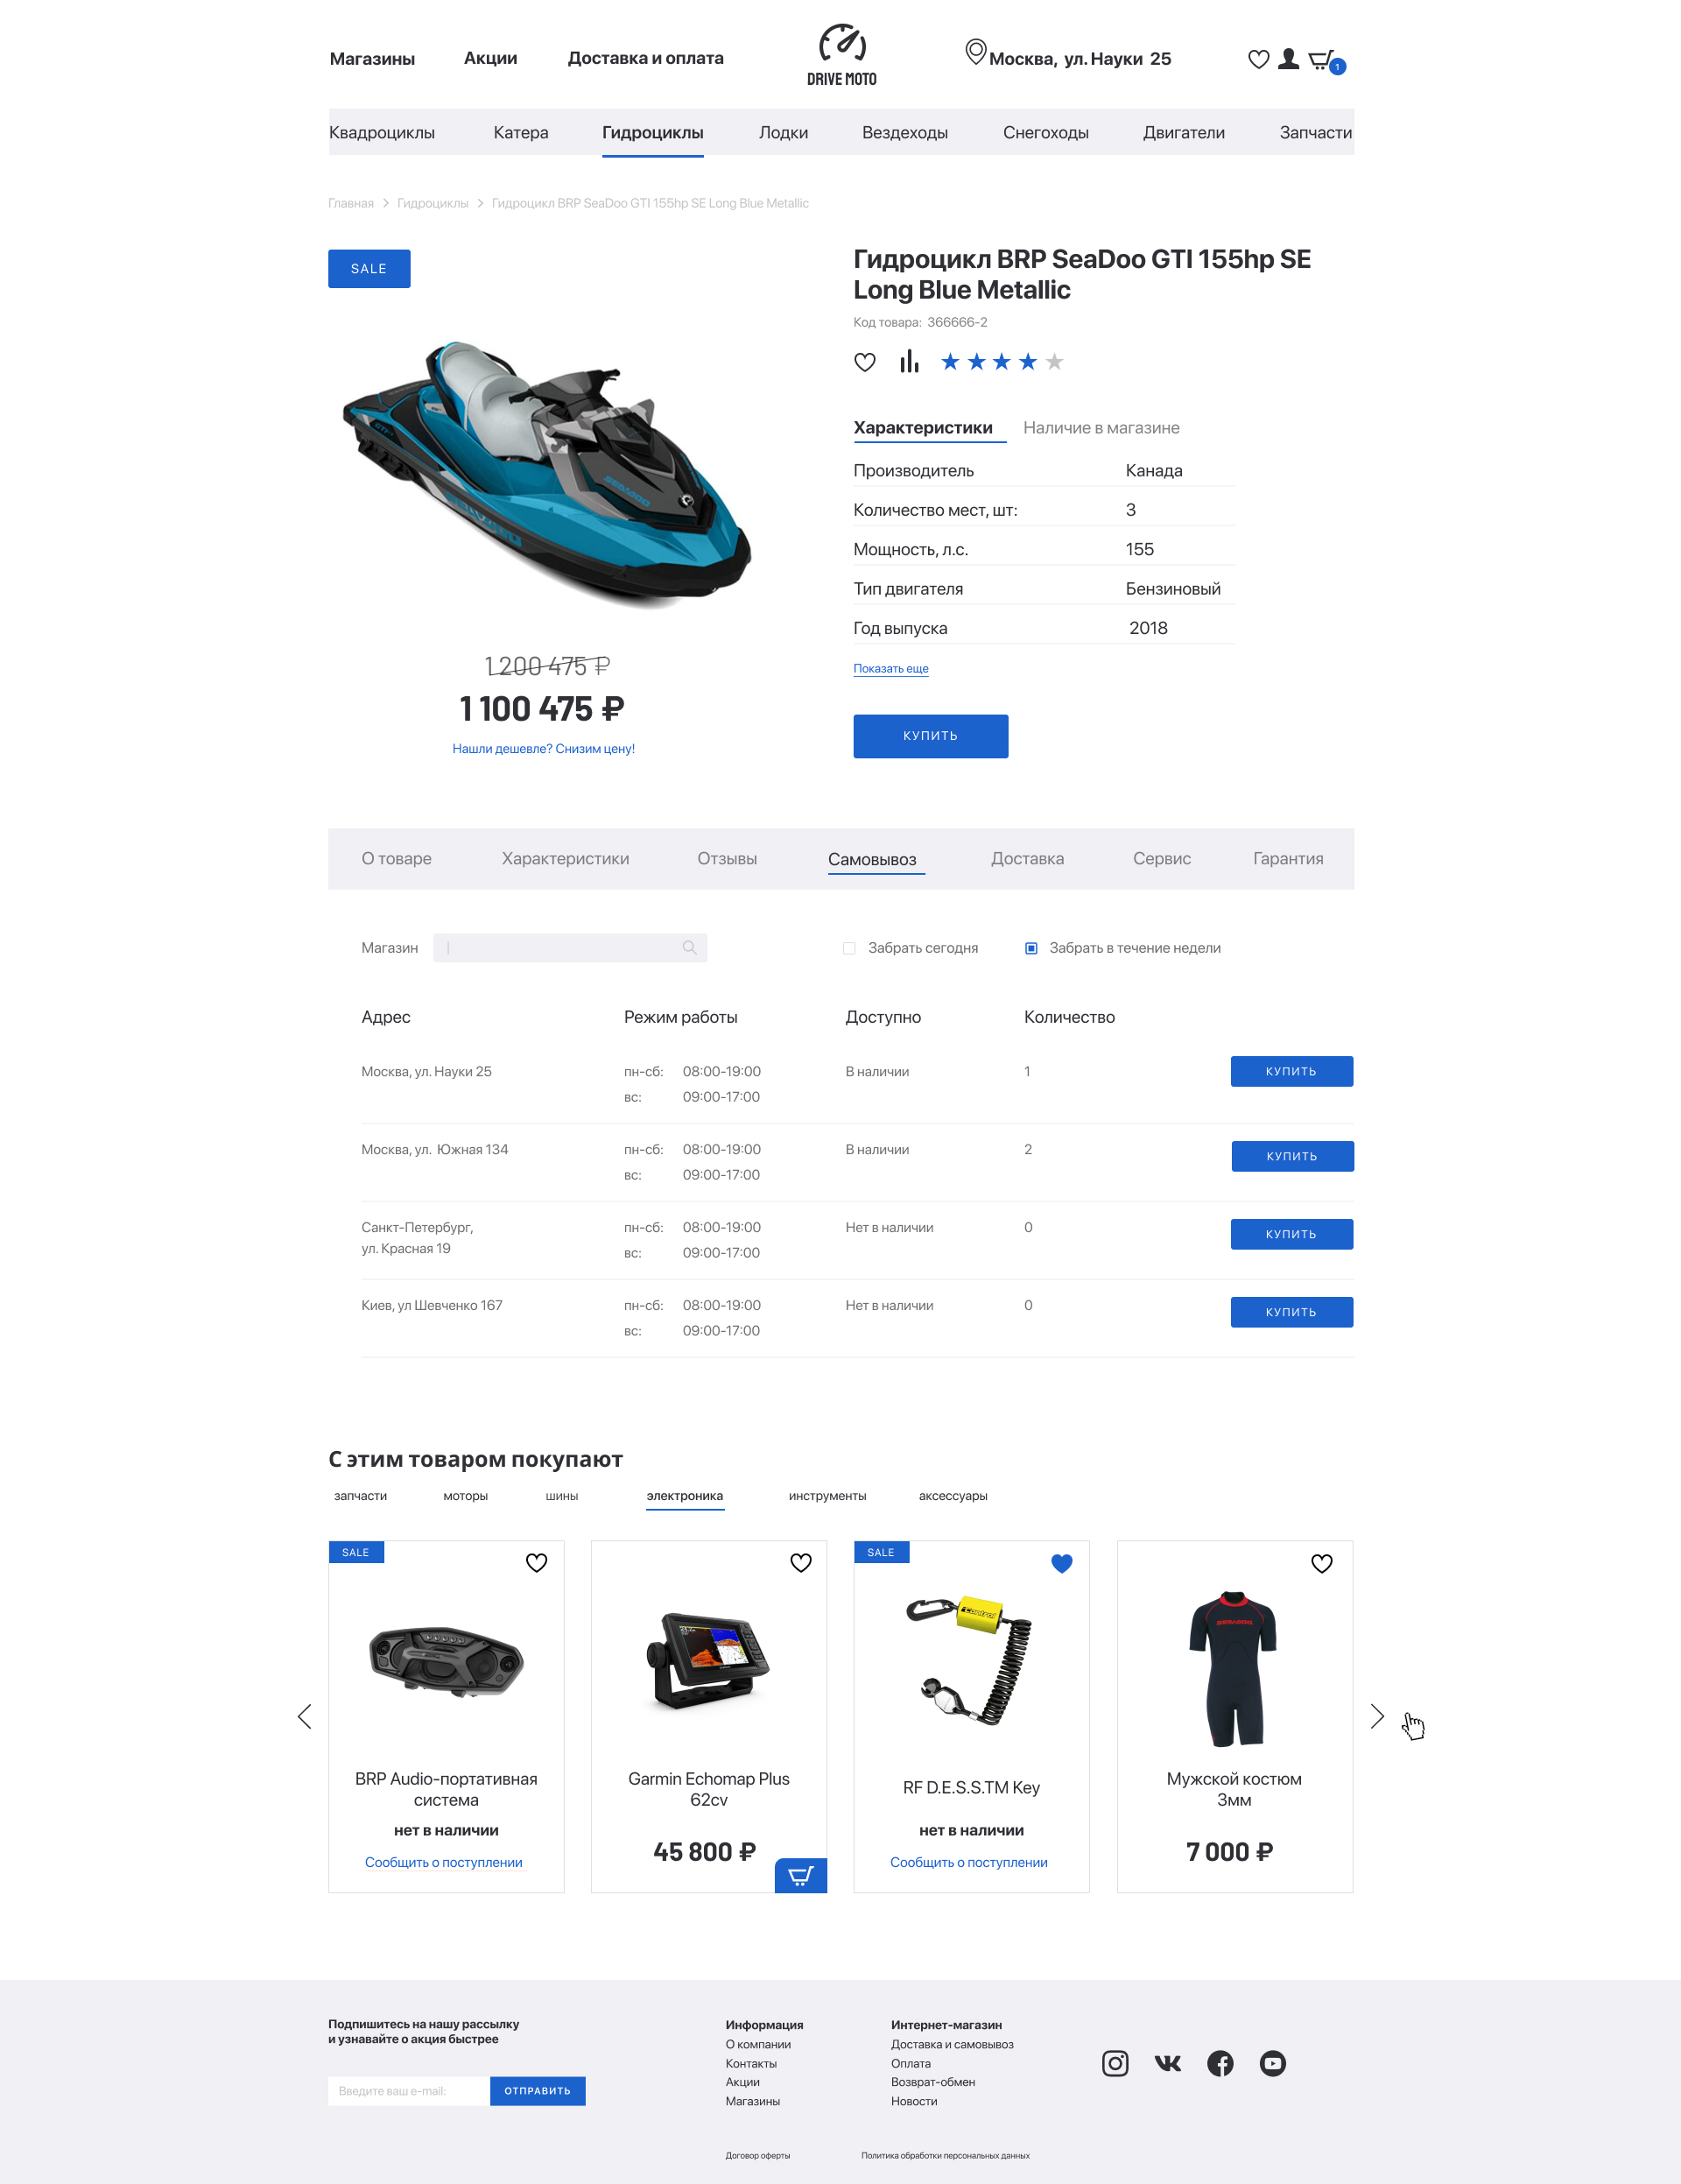 Магазины Акции Доставка и оплата DRIVE MOTO Москва, ул. Науки 25 1
Квадроциклы Катера Гидроциклы Лодки Вездеходы Снегоходы Двигатели Запчасти
Главная Гидроциклы Гидроцикл BRP SeaDoo GTI 155hp SE Long Blue Metallic
SALE
Гидроцикл BRP SeaDoo GTI 155hp SE
Long Blue Metallic
Код товара: 366666-2
Характеристики Наличие в магазине
Производитель Канада
Количество мест, шт: 3
Мощность, л.с. 155
Тип двигателя Бензиновый
Год выпуска 2018
Показать еще
КУПИТЬ
SEADOO
1 200 475 ₽
1 100 475 ₽
Нашли дешевле? Снизим цену!
О товаре Характеристики Отзывы Самовывоз Доставка Сервис Гарантия
Магазин Забрать сегодня Забрать в течение недели
Адрес Режим работы Доступно Количество
Москва, ул. Науки 25 пн-сб: 08:00-19:00 В наличии 1 КУПИТЬ
вс: 09:00-17:00
Москва, ул. Южная 134 пн-сб: 08:00-19:00 В наличии 2 КУПИТЬ
вс: 09:00-17:00
Санкт-Петербург, пн-сб: 08:00-19:00 Нет в наличии 0 КУПИТЬ
ул. Красная 19 вс: 09:00-17:00
Киев, ул Шевченко 167 пн-сб: 08:00-19:00 Нет в наличии 0 КУПИТЬ
вс: 09:00-17:00
С этим товаром покупают
запчасти моторы шины электроника инструменты аксессуары
SALE
BRP Audio-портативная
система
нет в наличии
Сообщить о поступлении
Garmin Echomap Plus
62cv
45 800 ₽
SALE
Control
RF D.E.S.S.TM Key
нет в наличии
Сообщить о поступлении
SEADOO
Мужской костюм
3мм
7 000 ₽
Подпишитесь на нашу рассылку
и узнавайте о акция быстрее
Введите ваш e-mail: ОТПРАВИТЬ
Информация
О компании
Контакты
Акции
Магазины
Интернет-магазин
Доставка и самовывоз
Оплата
Возврат-обмен
Новости
Договор оферты Политика обработки персональных данных